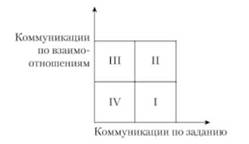 Коммуникации
по взаимо-
отношениям
III II
IV I
Коммуникации по заданию